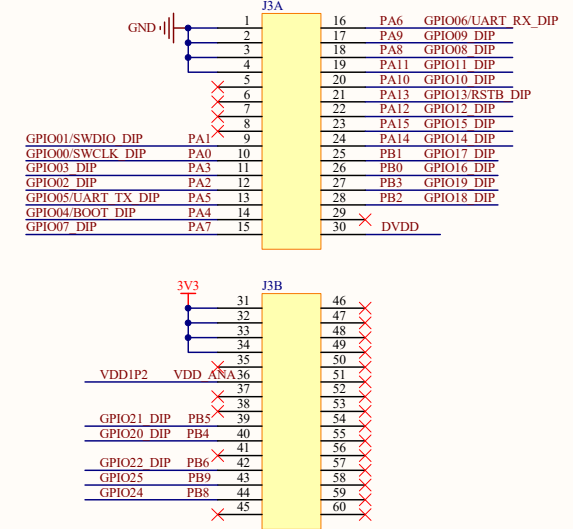 J3A
GND 1 16 PA6 GPIO06/UART_RX_DIP
2 17 PA9 GPIO09_DIP
3 18 PA8 GPIO08_DIP
4 19 PA11 GPIO11_DIP
5 20 PA10 GPIO10_DIP
6 21 PA13 GPIO13/RSTB_DIP
7 22 PA12 GPIO12_DIP
8 23 PA15 GPIO15_DIP
GPIO01/SWDIO_DIP PA1 9 24 PA14 GPIO14_DIP
GPIO00/SWCLK_DIP PA0 10 25 PB1 GPIO17_DIP
GPIO03_DIP PA3 11 26 PB0 GPIO16_DIP
GPIO02_DIP PA2 12 27 PB3 GPIO19_DIP
GPIO05/UART_TX_DIP PA5 13 28 PB2 GPIO18_DIP
GPIO04/BOOT_DIP PA4 14 29
GPIO07_DIP PA7 15 30 DVDD
3V3 J3B
31 46
32 47
33 48
34 49
35 50
VDD1P2 VDD_ANA 36 51
37 52
38 53
GPIO21_DIP PB5 39 54
GPIO20_DIP PB4 40 55
41 56
GPIO22_DIP PB6 42 57
GPIO25 PB9 43 58
GPIO24 PB8 44 59
45 60